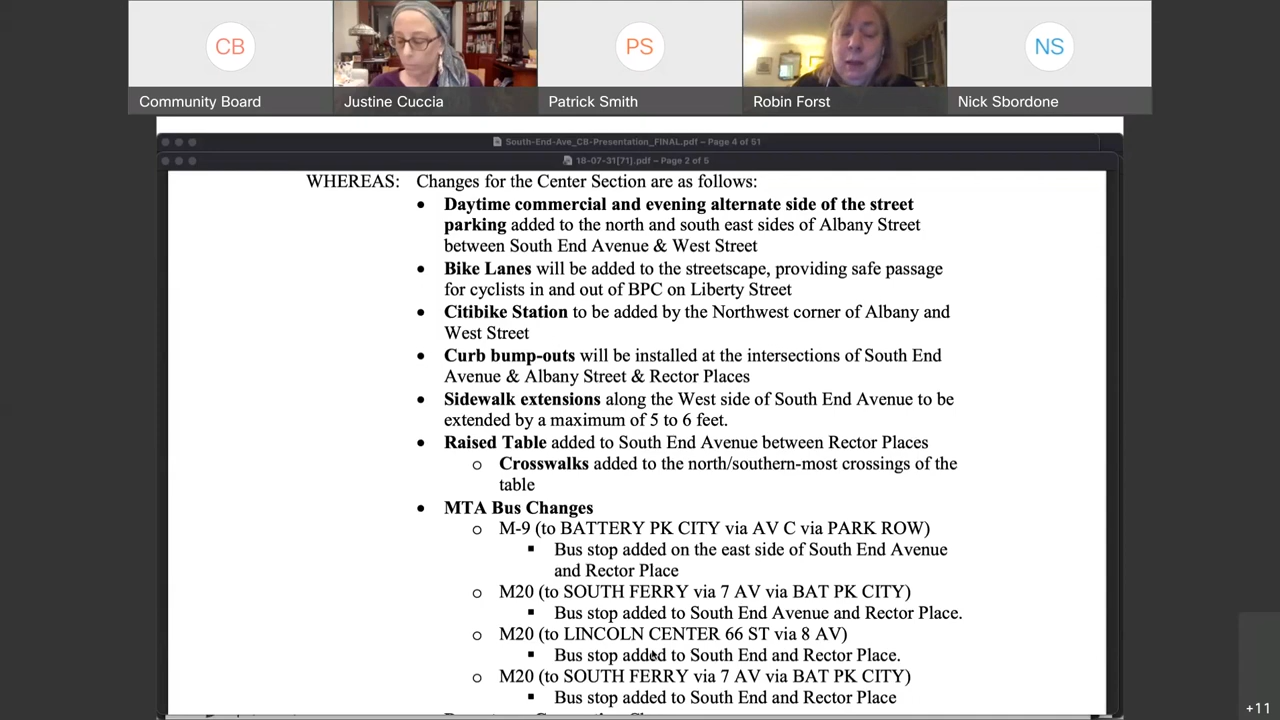 CB
PS
NS
Community Board
Justine Cuccia
Patrick Smith
Robin Forst
Nick Sbordone
South-End-Ave_CB-Presentation_FINAL.pdf – Page 4 of 51
18-07-31[71].pdf – Page 2 of 5
WHEREAS: Changes for the Center Section are as follows:
• Daytime commercial and evening alternate side of the street
parking added to the north and south east sides of Albany Street
between South End Avenue & West Street
• Bike Lanes will be added to the streetscape, providing safe passage
for cyclists in and out of BPC on Liberty Street
• Citibike Station to be added by the Northwest corner of Albany and
West Street
• Curb bump-outs will be installed at the intersections of South End
Avenue & Albany Street & Rector Places
• Sidewalk extensions along the West side of South End Avenue to be
extended by a maximum of 5 to 6 feet.
• Raised Table added to South End Avenue between Rector Places
o Crosswalks added to the north/southern-most crossings of the
table
• MTA Bus Changes
o M-9 (to BATTERY PK CITY via AV C via PARK ROW)
▪ Bus stop added on the east side of South End Avenue
and Rector Place
o M20 (to SOUTH FERRY via 7 AV via BAT PK CITY)
▪ Bus stop added to South End Avenue and Rector Place.
o M20 (to LINCOLN CENTER 66 ST via 8 AV)
▪ Bus stop added to South End and Rector Place.
o M20 (to SOUTH FERRY via 7 AV via BAT PK CITY)
▪ Bus stop added to South End and Rector Place
+11